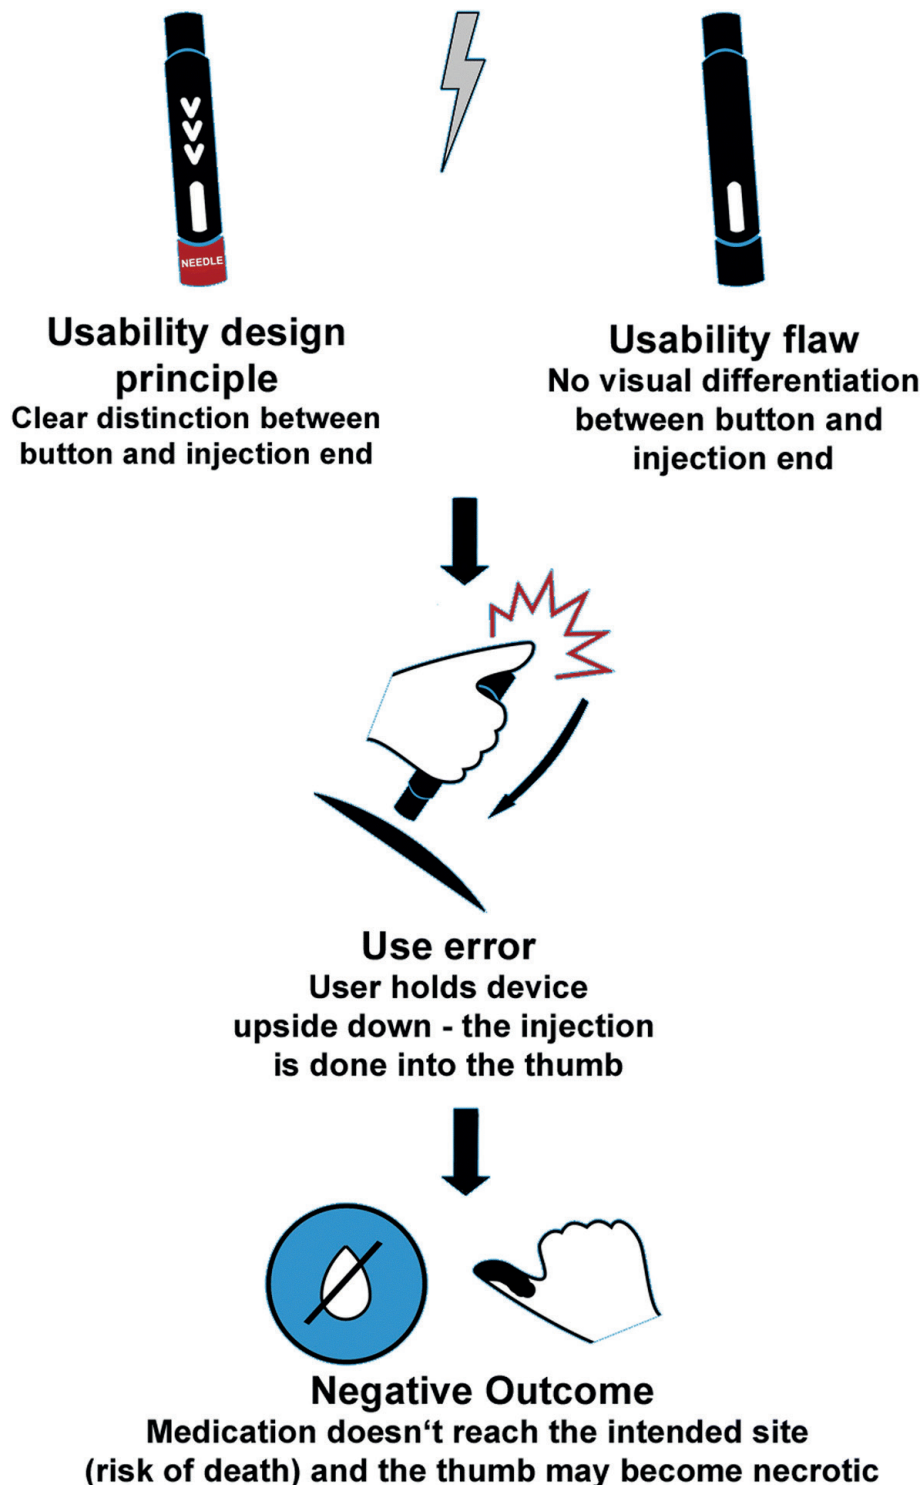 NEEDLE
Usability design
principle
Clear distinction between
button and injection end
Usability flaw
No visual differentiation
between button and
injection end
Use error
User holds device
upside down - the injection
is done into the thumb
Negative Outcome
Medication doesn‘t reach the intended site
(risk of death) and the thumb may become necrotic